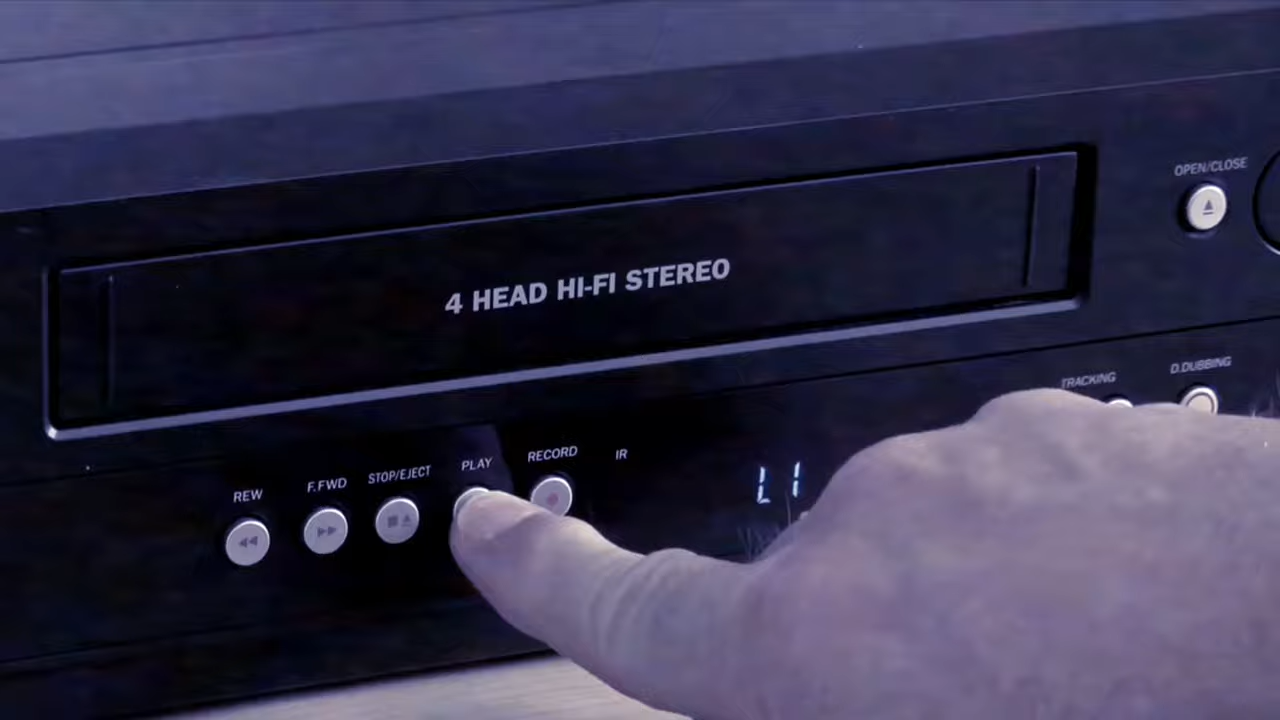 OPEN/CLOSE
4 HEAD HI-FI STEREO
TRACKING
D.DUBBING
REW
F.FWD
STOP/EJECT
PLAY
RECORD
IR
L1